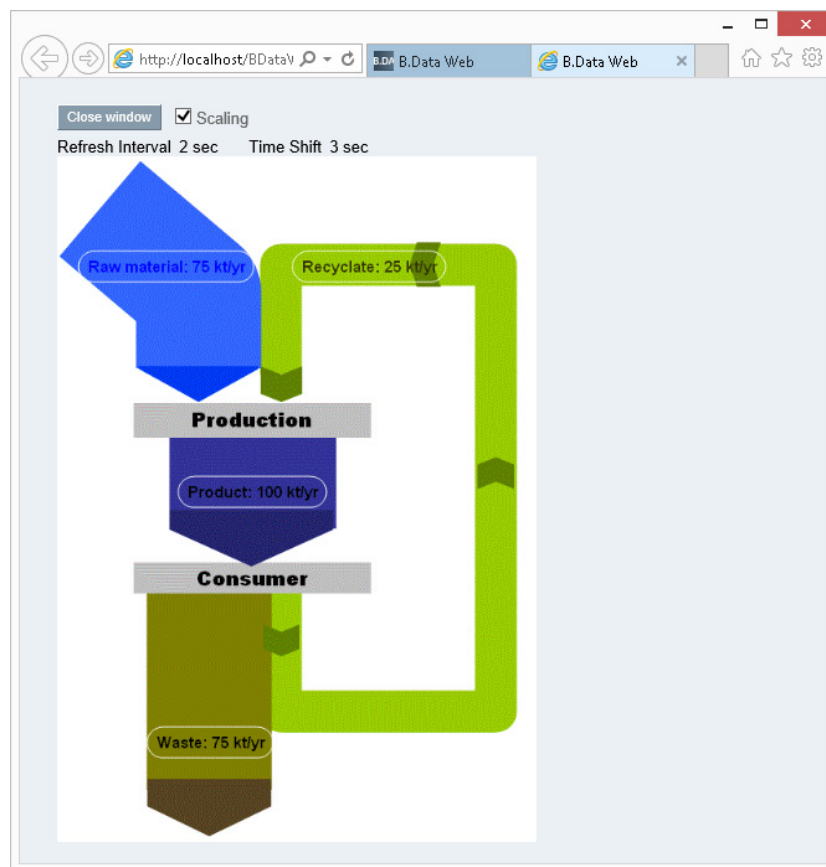 http://localhost/BDataV
B.DA B.Data Web
B.Data Web
Close window
Scaling
Refresh Interval 2 sec Time Shift 3 sec
Raw material: 75 kt/yr
Recyclate: 25 kt/yr
Production
Product: 100 kt/yr
Consumer
Waste: 75 kt/yr